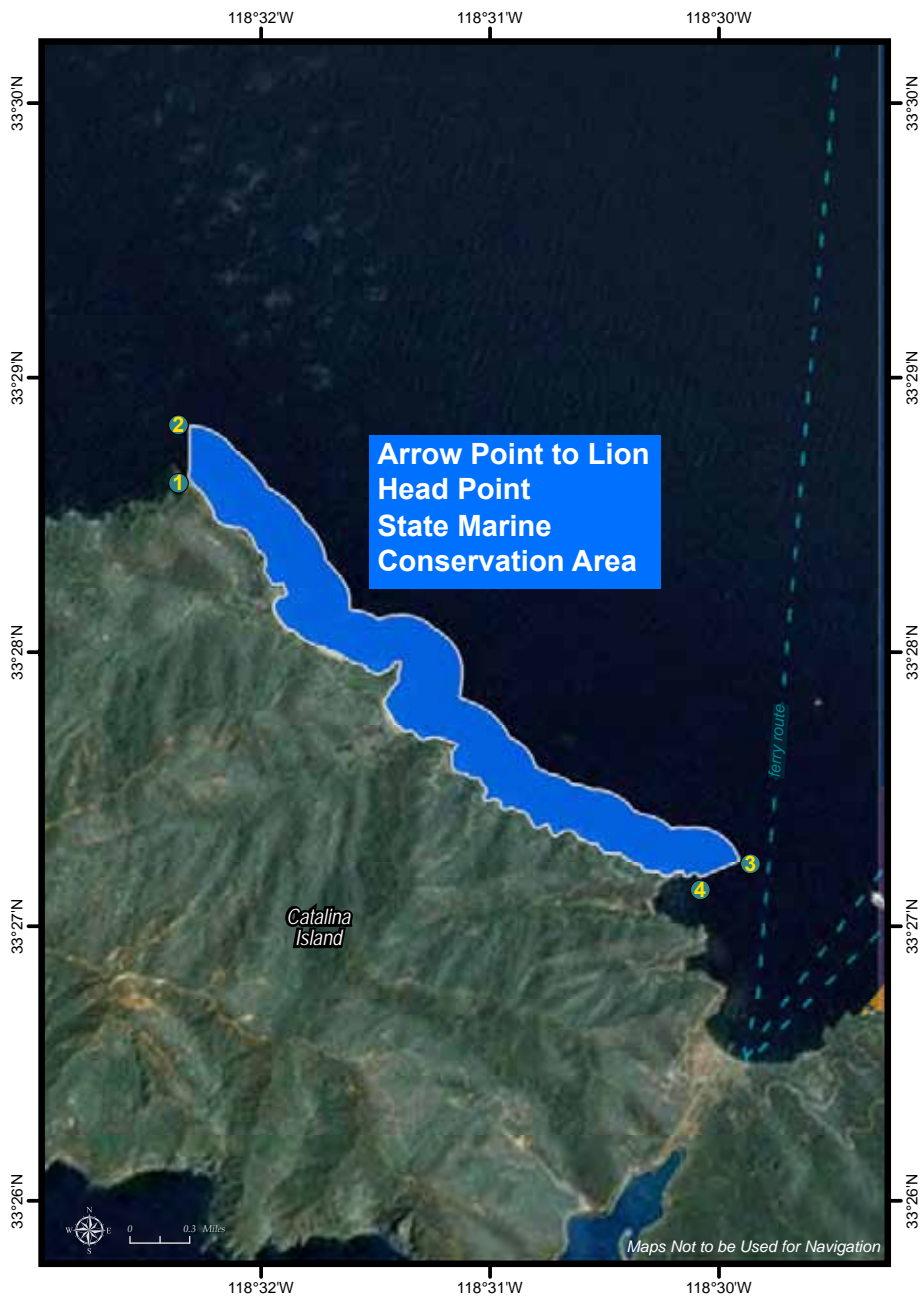 118°32'W 118°31'W 118°30'W
33°30'N 33°30'N
33°29'N 33°29'N
2
Arrow Point to Lion
Head Point
State Marine
Conservation Area
1
33°28'N 33°28'N
ferry route
3
4
Catalina
Island
33°27'N 33°27'N
33°26'N 33°26'N
N
W E
S
0 0.3 Miles
Maps Not to be Used for Navigation
118°32'W 118°31'W 118°30'W